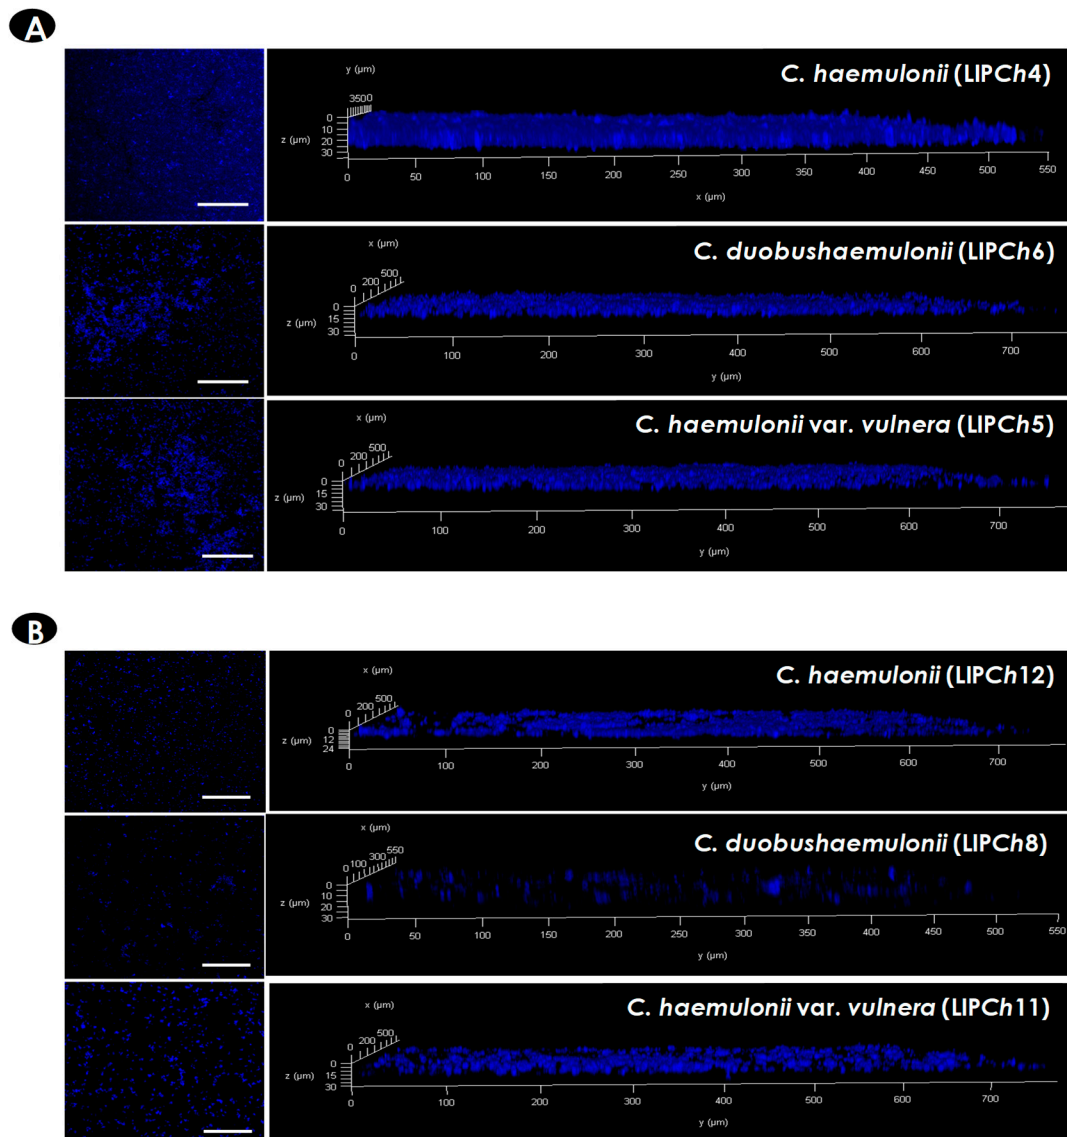 A
C. haemulonii (LIPCh4)
y (µm)
3500
0
z (µm) 10
20
30
0 50 100 150 200 250 300 350 400 450 500 550
x (µm)
C. duobushaemulonii (LIPCh6)
x (µm)
0 200 500
0
z (µm) 15
30
0 100 200 300 400 500 600 700
y (µm)
C. haemulonii var. vulnera (LIPCh5)
x (µm)
0 200 500
0
z (µm) 15
30
0 100 200 300 400 500 600 700
y (µm)
B
C. haemulonii (LIPCh12)
x (µm)
0 200 500
0
z (µm) 12
24
0 100 200 300 400 500 600 700
y (µm)
C. duobushaemulonii (LIPCh8)
x (µm)
0 100 300 550
0
z (µm) 10
20
30
0 50 100 150 200 250 300 350 400 450 500 550
y (µm)
C. haemulonii var. vulnera (LIPCh11)
x (µm)
0 200 500
0
z (µm) 15
30
0 100 200 300 400 500 600 700
y (µm)